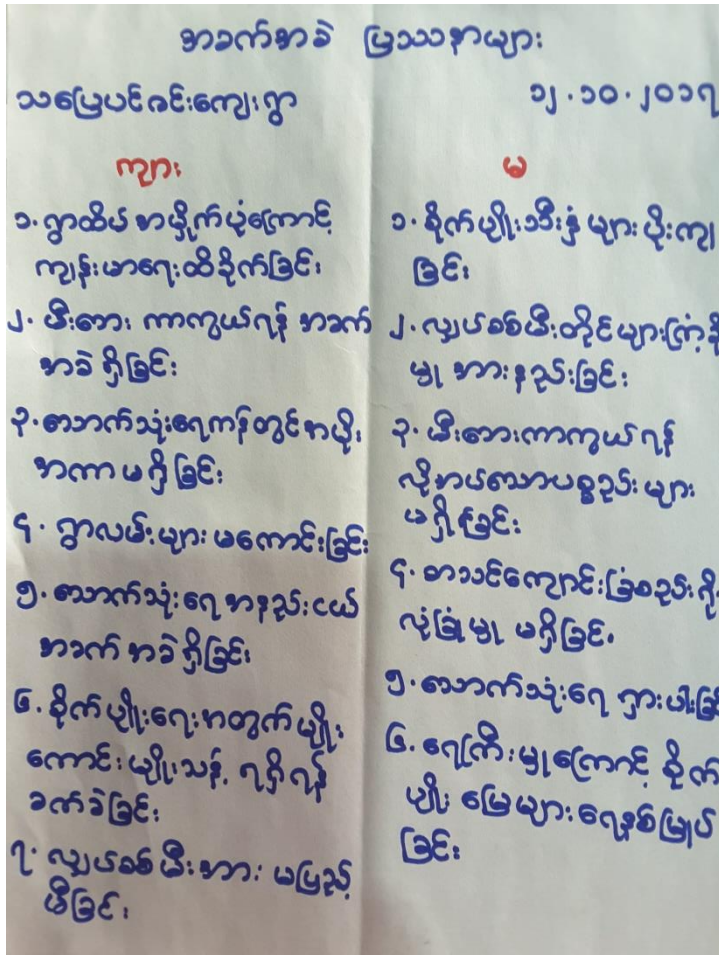 အခက်အခဲ ပြဿနာများ
သပြေပင်ဇင်းကျေးရွာ ၁၂.၁၀.၂၀၁၇
ကျား
၁. ရွာထိပ် အမှိုက်ပုံကြောင့်
ကျန်းမာရေးထိခိုက်ခြင်း
၂. မီးဘေး ကာကွယ်ရန် အခက်
အခဲ ရှိခြင်း
၃. သောက်သုံးရေကန်တွင်အမိုး
အကာ မရှိခြင်း
၄. ရွာလမ်းများ မကောင်းခြင်း
၅. သောက်သုံးရေ အနည်းငယ်
အခက် အခဲ ရှိခြင်း
၆. စိုက်ပျိုးရေးအတွက်မျိုး
ကောင်း မျိုးသန့် ရရှိရန်
ခက်ခဲခြင်း
၇. လျှပ်စစ်မီးအား မပြည့်
မီခြင်း
မ
၁. စိုက်ပျိုးသီးနှံ များ ပိုးကျ
ခြင်း
၂. လျှပ်စစ်မီးတိုင်များကြံ့ခို
မှု အားနည်းခြင်း
၃. မီးဘေးကာကွယ်ရန်
လိုအပ်သောပစ္စည်းများ
မရှိခြင်း
၄. စာသင်ကျောင်းခြံစည်းရိုး
လုံခြုံမှု မရှိခြင်း
၅. သောက်သုံးရေ ရှားပါးခြ
၆. ရေကြီးမှုကြောင့် စိုက်
ပျိုး မြေများရေနစ်မြုပ်
ခြင်း